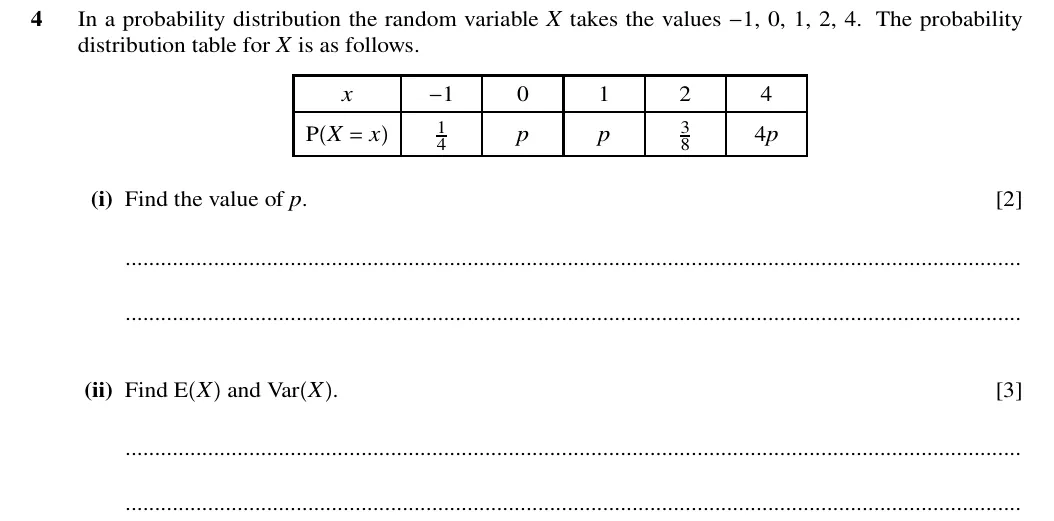 4 In a probability distribution the random variable X takes the values −1, 0, 1, 2, 4. The probability
distribution table for X is as follows.
x −1 0 1 2 4
P(X = x) 1/4 p p 3/8 4p
(i) Find the value of p. [2]
(ii) Find E(X) and Var(X). [3]